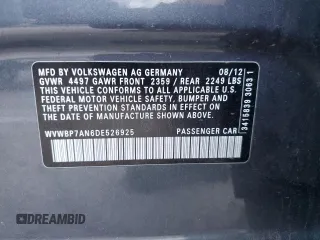 MFD BY VOLKSWAGEN AG GERMANY 08/12
GVWR 4497 GAWR FRONT 2359 / REAR 2249 LBS
THIS VEHICLE CONFORMS TO ALL APPLICABLE U.S.
FEDERAL MOTOR VEHICLE SAFETY, BUMPER AND
THEFT PREVENTION STANDARDS IN EFFECT ON
THE DATE OF MANUFACTURE SHOWN ABOVE.
WVWBP7AN6DE526925 PASSENGER CAR
3415839 30631
DREAMBID